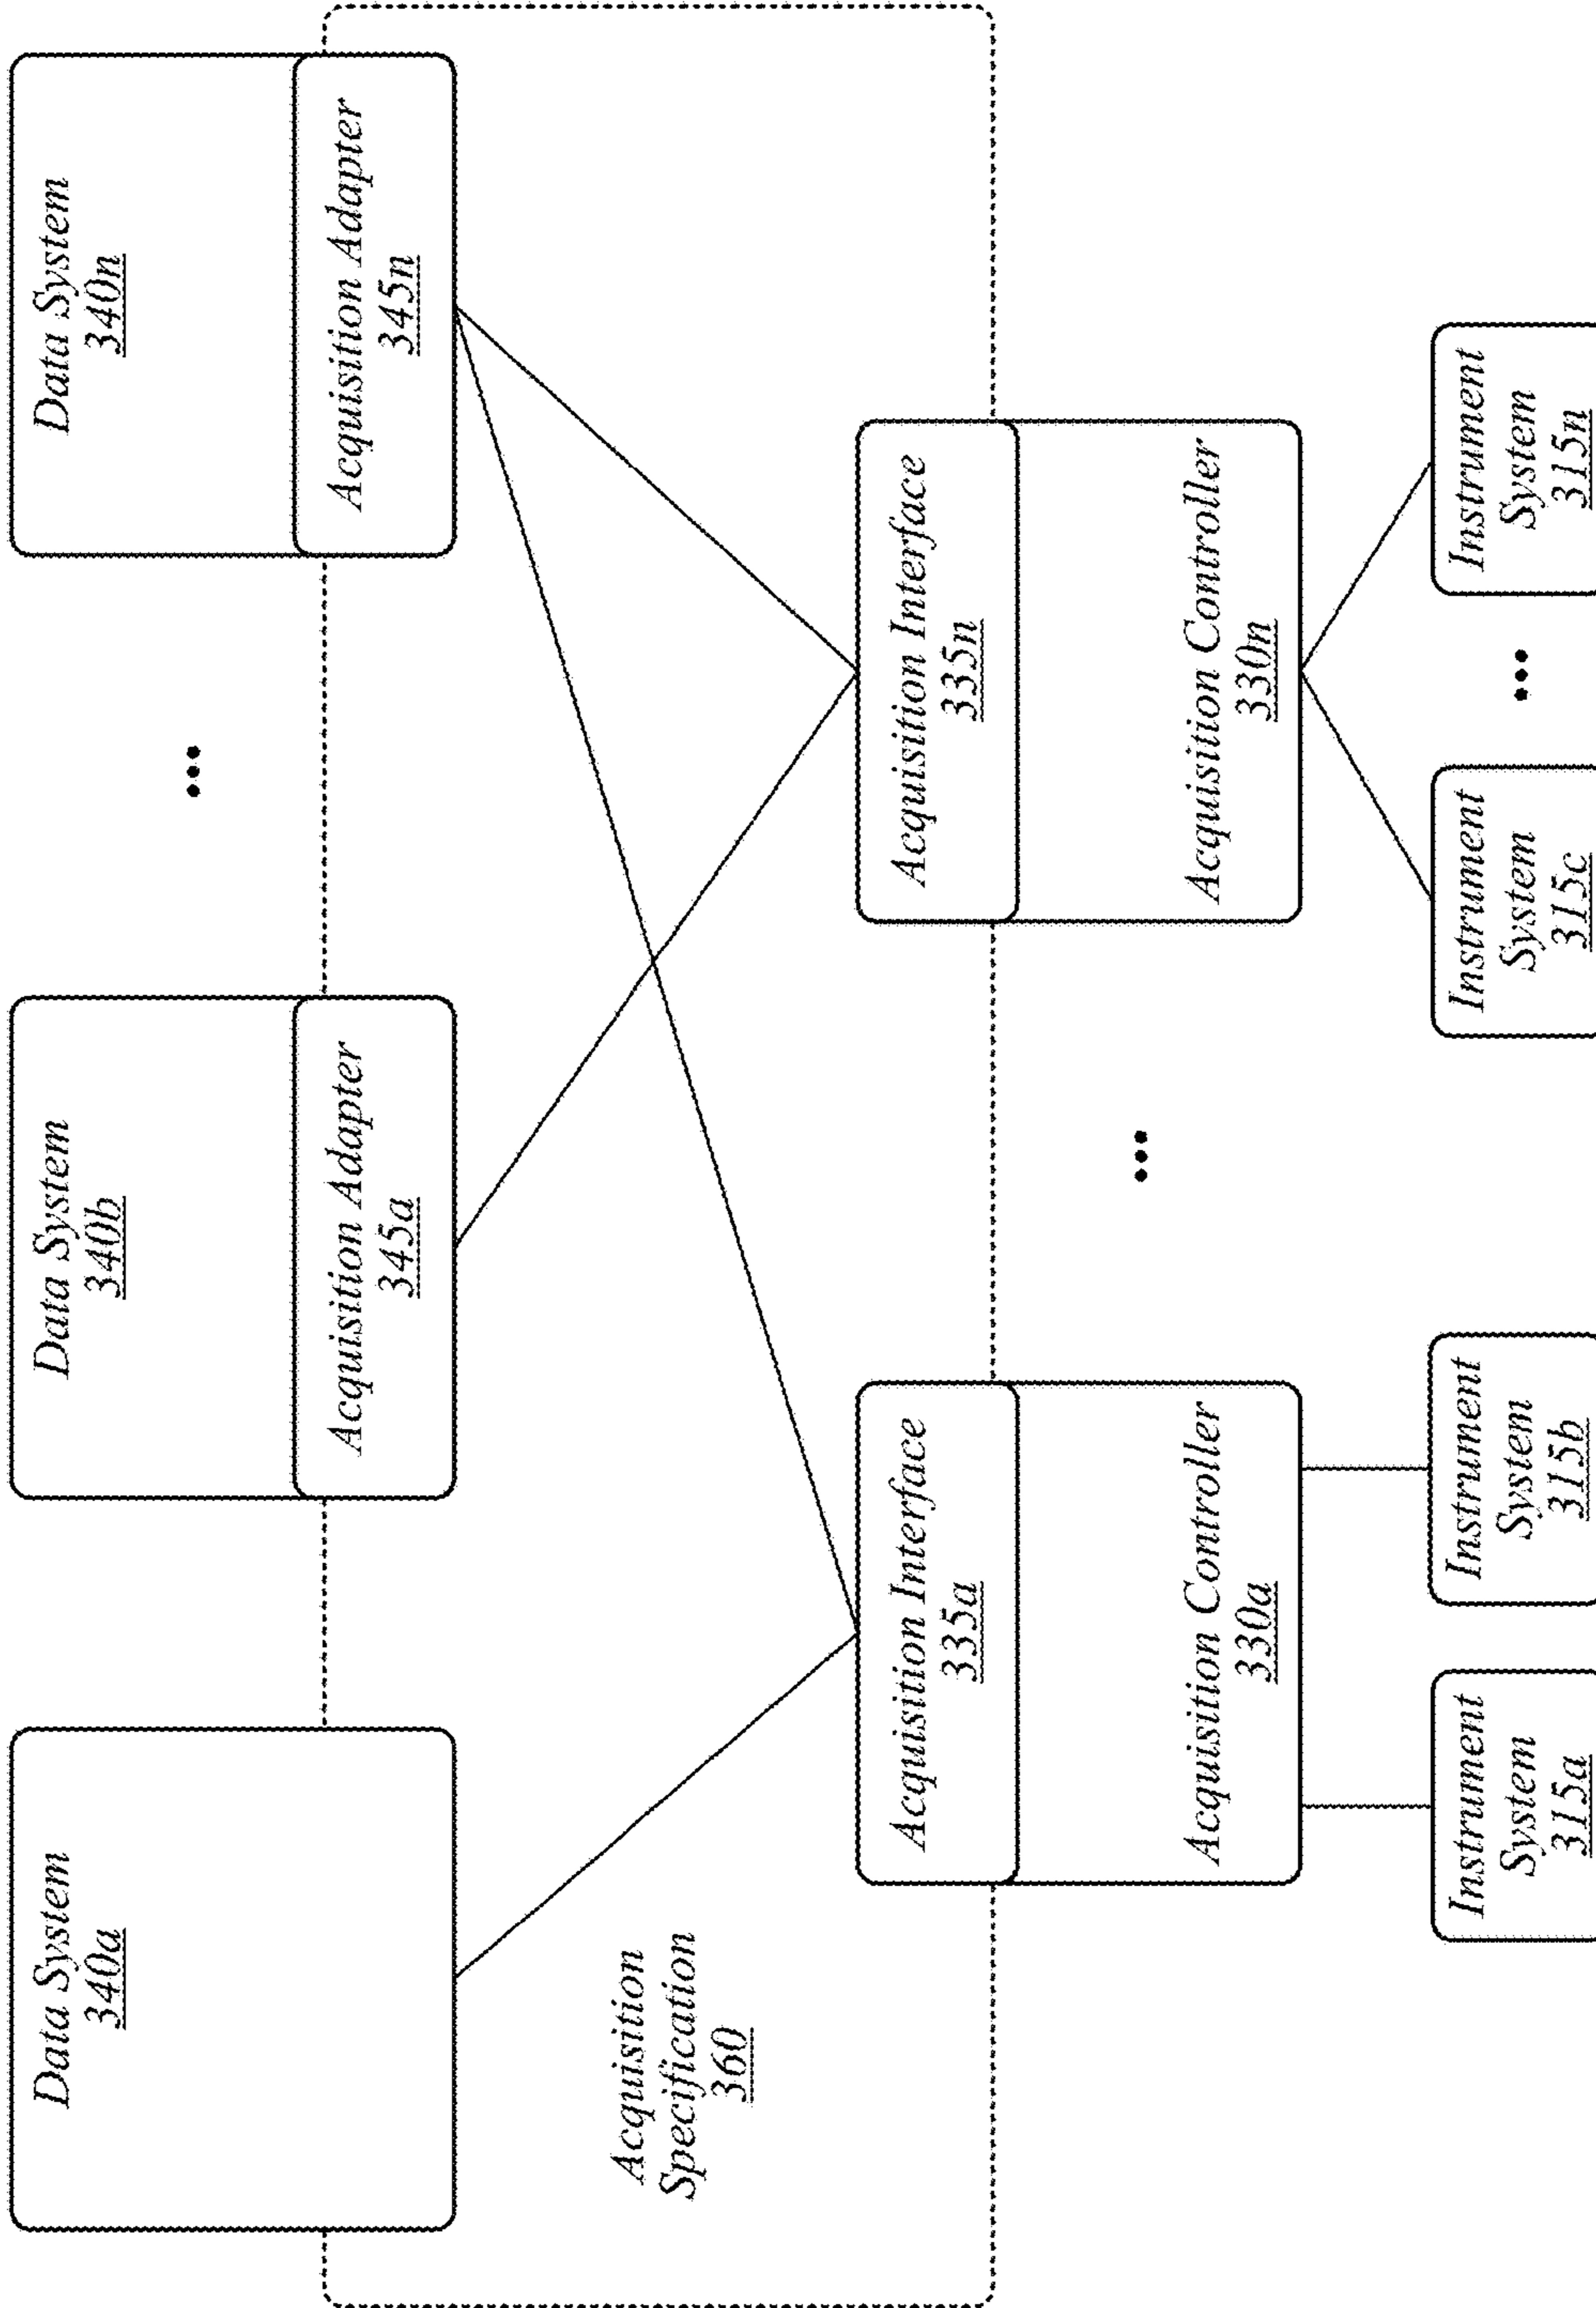 Data System
340a
Data System
340b
Acquisition Adapter
345a
•••
Data System
340n
Acquisition Adapter
345n
Acquisition
Specification
360
Acquisition Interface
335a
Acquisition Controller
330a
•••
Acquisition Interface
335n
Acquisition Controller
330n
Instrument
System
315a
Instrument
System
315b
Instrument
System
315c
•••
Instrument
System
315n